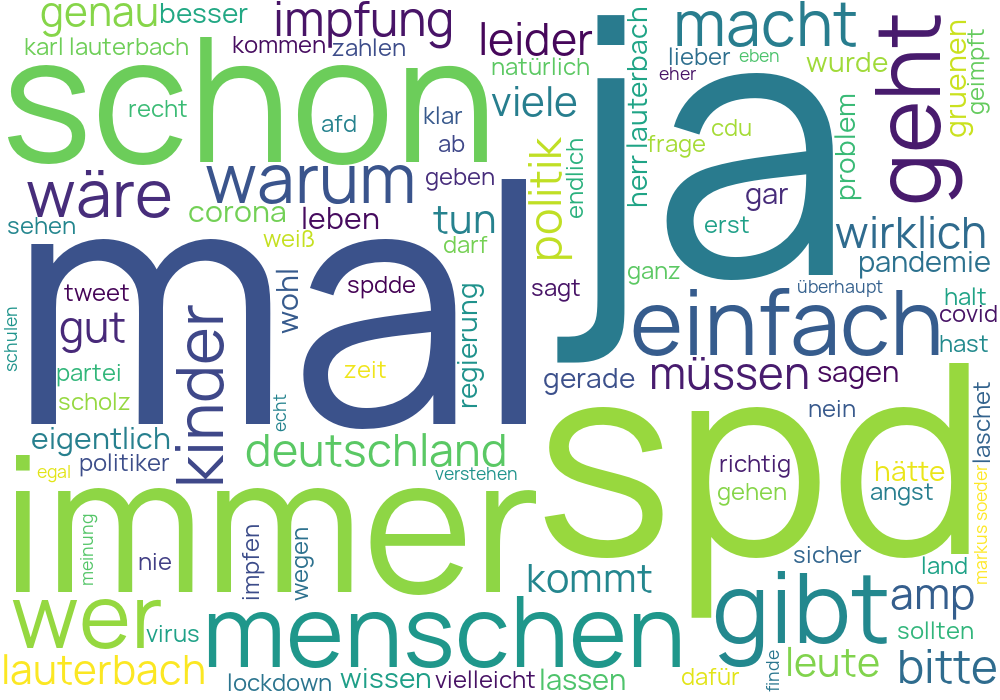 genau
besser
impfung
karl lauterbach
kommen
zahlen
leider
natürlich
macht
lieber
eben
eher
wurde
gruenen
geimpft
geht
schon
recht
afd
klar
ab
viele
ja
herr lauterbach
frage
cdu
problem
wäre
warum
geben
politik
endlich
gar
erst
wirklich
pandemie
sehen
corona
leben
weiß
tun
darf
ganz
überhaupt
mal
tweet
spdde
sagt
gut
wohl
regierung
einfach
halt
covid
hast
schulen
partei
scholz
kinder
zeit
echt
gerade
müssen
sagen
nein
laschet
eigentlich
politiker
egal
deutschland
verstehen
spd
richtig
gehen
hätte
angst
markus soeder
immer
meinung
nie
impfen
wegen
kommt
sicher
land
wer
virus
menschen
gibt
amp
sollten
lauterbach
lockdown
wissen
vielleicht
lassen
dafür
finde
leute
bitte